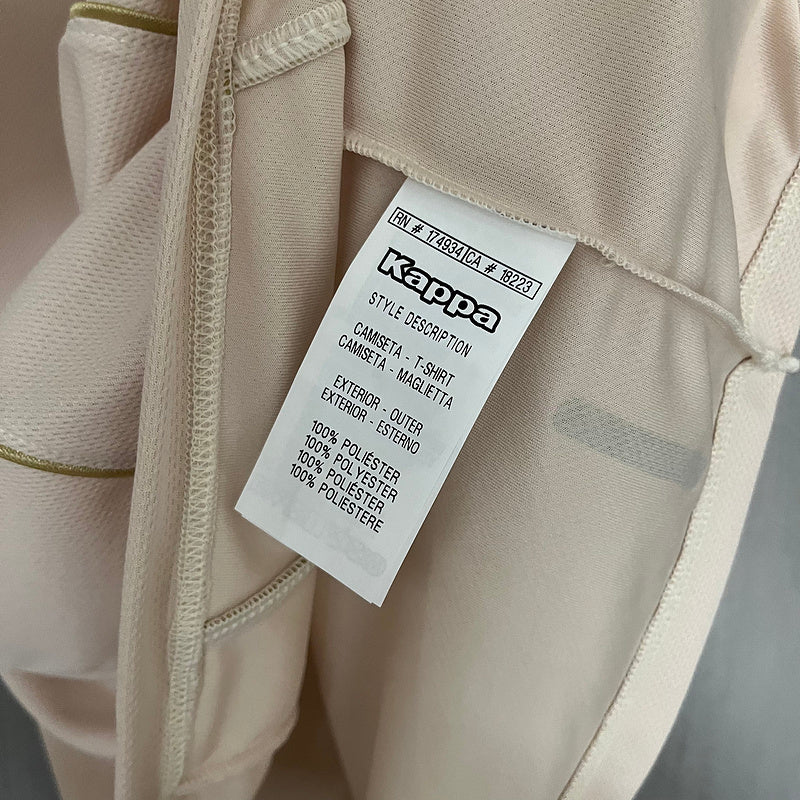 RN # 174934 CA # 18223
Kappa
STYLE DESCRIPTION
CAMISETA - T-SHIRT
CAMISETA - MAGLIETTA
EXTERIOR - OUTER
EXTERIOR - ESTERNO
100% POLIÉSTER
100% POLYESTER
100% POLIÉSTER
100% POLIESTERE